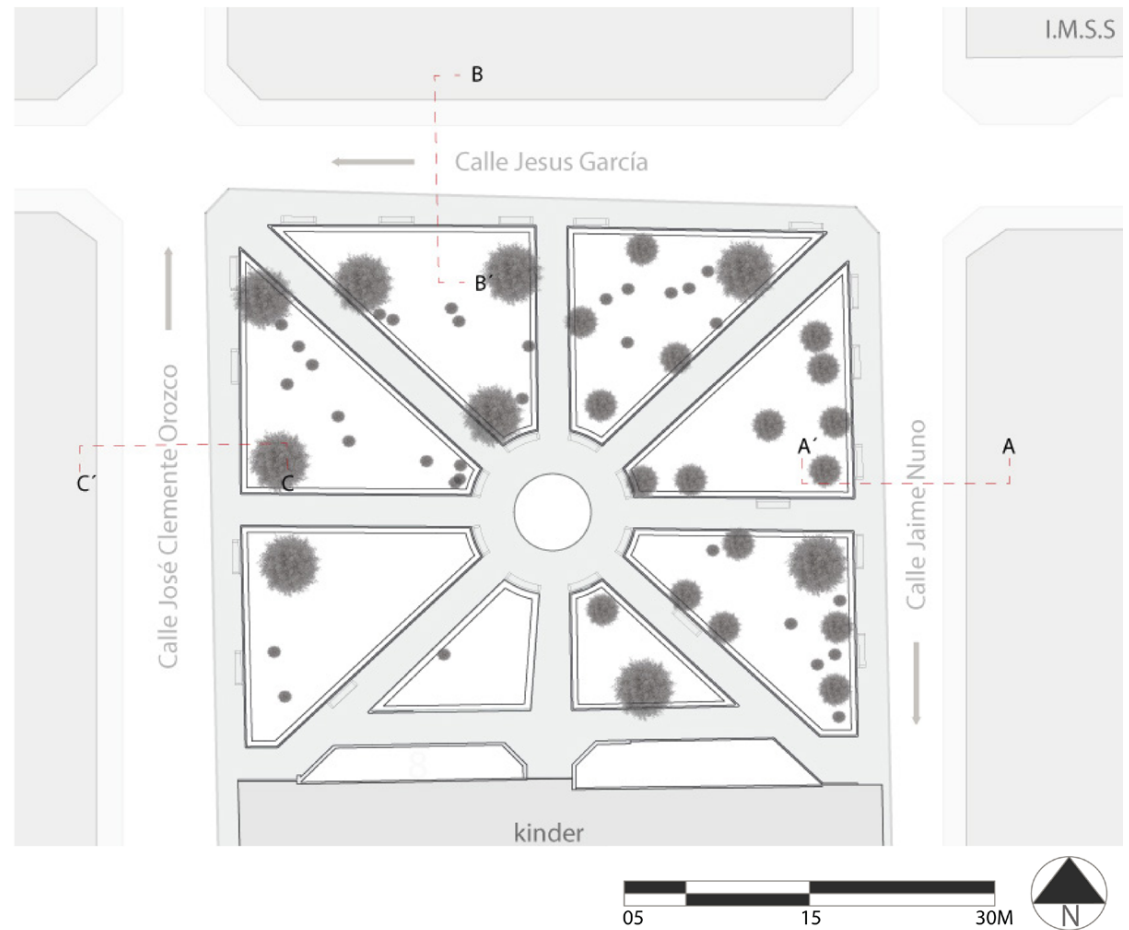 I.M.S.S
B
Calle Jesus García
B´
Calle José Clemente Orozco
Calle Jaime Nuno
A´
A
C´
C
kinder
05
15
30M
N